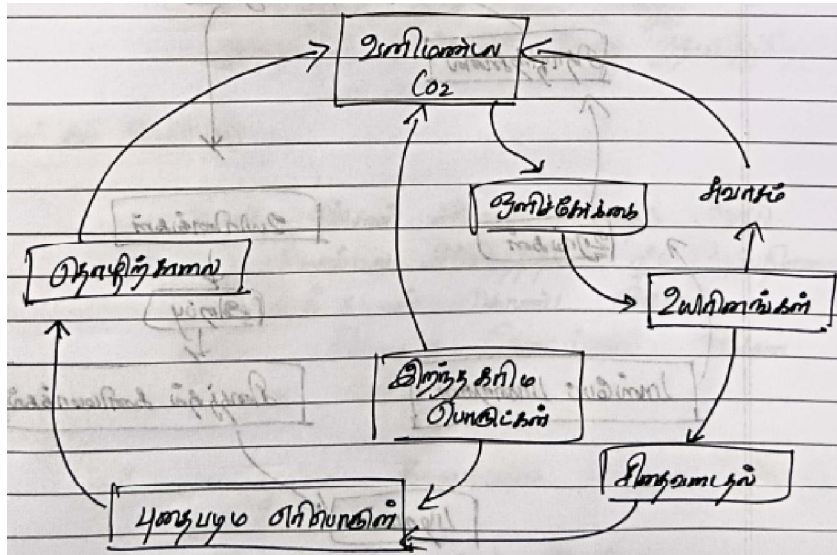 வளிமண்டல
CO2
ஒளிச்சேர்க்கை
சுவாசம்
தொழிற்சாலை
உயிரினங்கள்
இறந்த கரிம
பொருட்கள்
சிதைவடைதல்
புதைபடிம எரிபொருள்